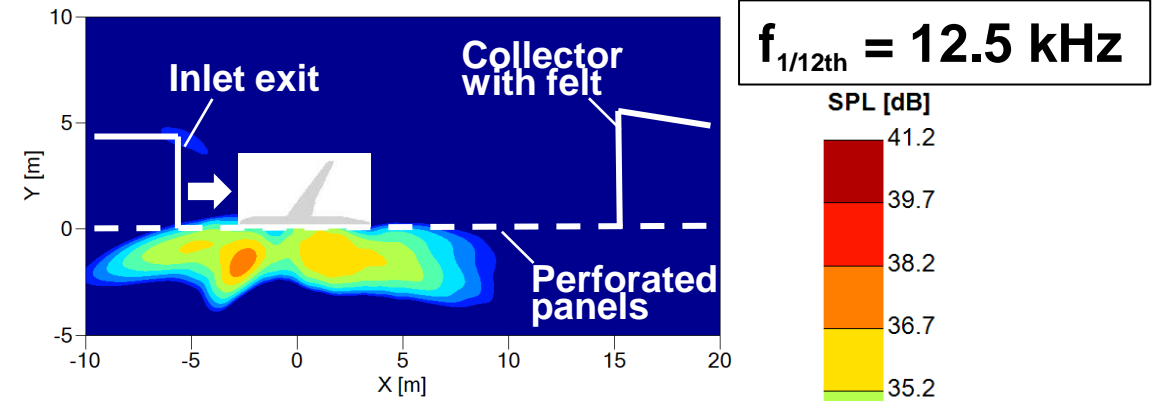 f1/12th = 12.5 kHz
10
5
0
-5
Y [m]
Inlet exit
Collector
with felt
Perforated
panels
-10
-5
0
5
10
15
20
X [m]
SPL [dB]
41.2
39.7
38.2
36.7
35.2